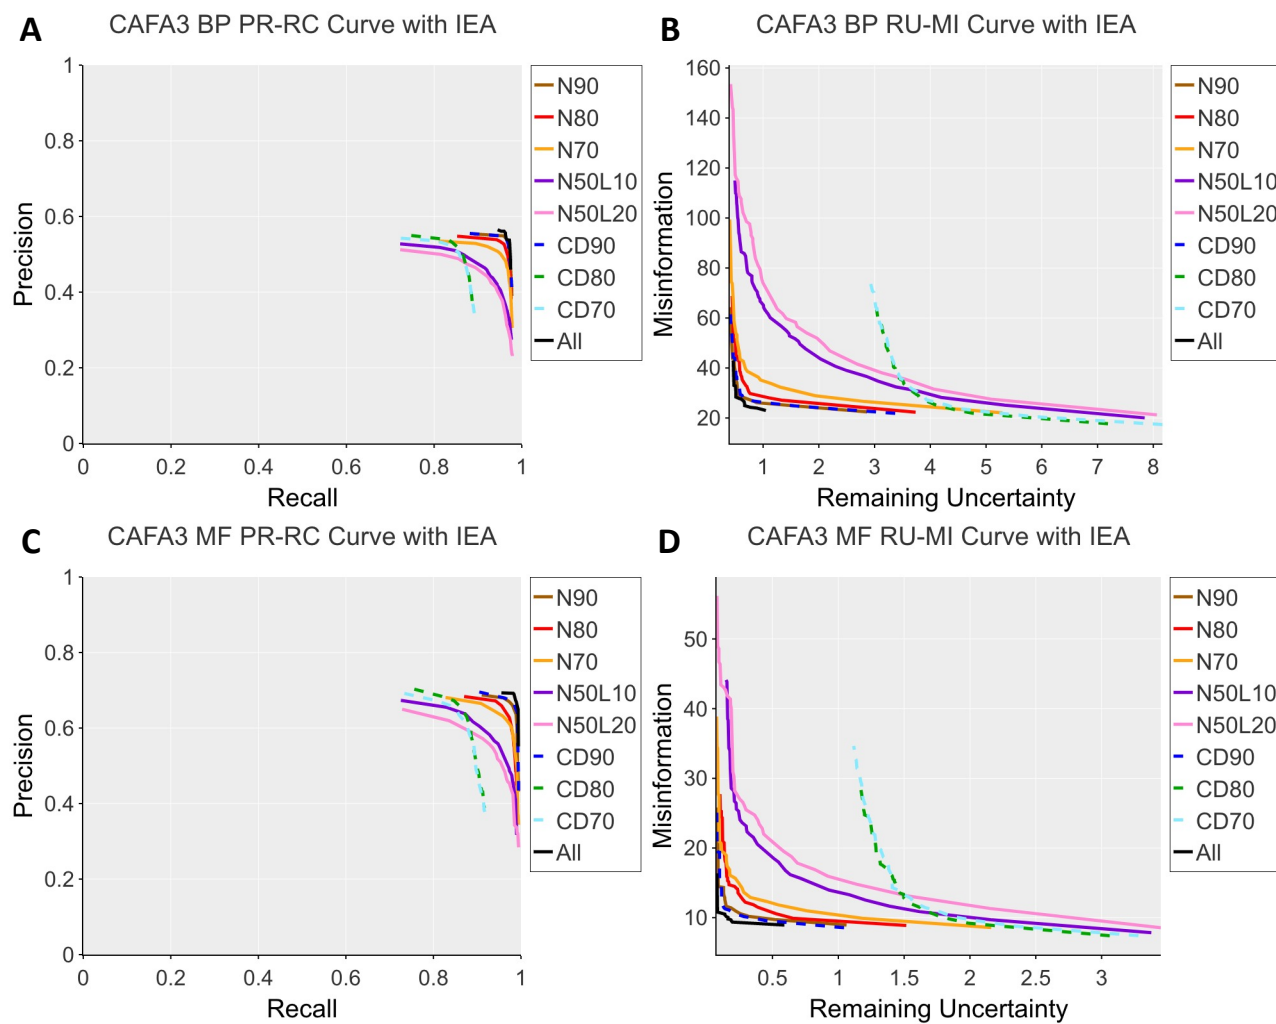 A
CAFA3 BP PR-RC Curve with IEA
1
0.8
0.6
0.4
0.2
0
0
0.2
0.4
0.6
0.8
1
Precision
Recall
N90
N80
N70
N50L10
N50L20
CD90
CD80
CD70
All
B
CAFA3 BP RU-MI Curve with IEA
160
140
120
100
80
60
40
20
1
2
3
4
5
6
7
8
Misinformation
Remaining Uncertainty
N90
N80
N70
N50L10
N50L20
CD90
CD80
CD70
All
C
CAFA3 MF PR-RC Curve with IEA
1
0.8
0.6
0.4
0.2
0
0
0.2
0.4
0.6
0.8
1
Precision
Recall
N90
N80
N70
N50L10
N50L20
CD90
CD80
CD70
All
D
CAFA3 MF RU-MI Curve with IEA
50
40
30
20
10
0.5
1
1.5
2
2.5
3
Misinformation
Remaining Uncertainty
N90
N80
N70
N50L10
N50L20
CD90
CD80
CD70
All